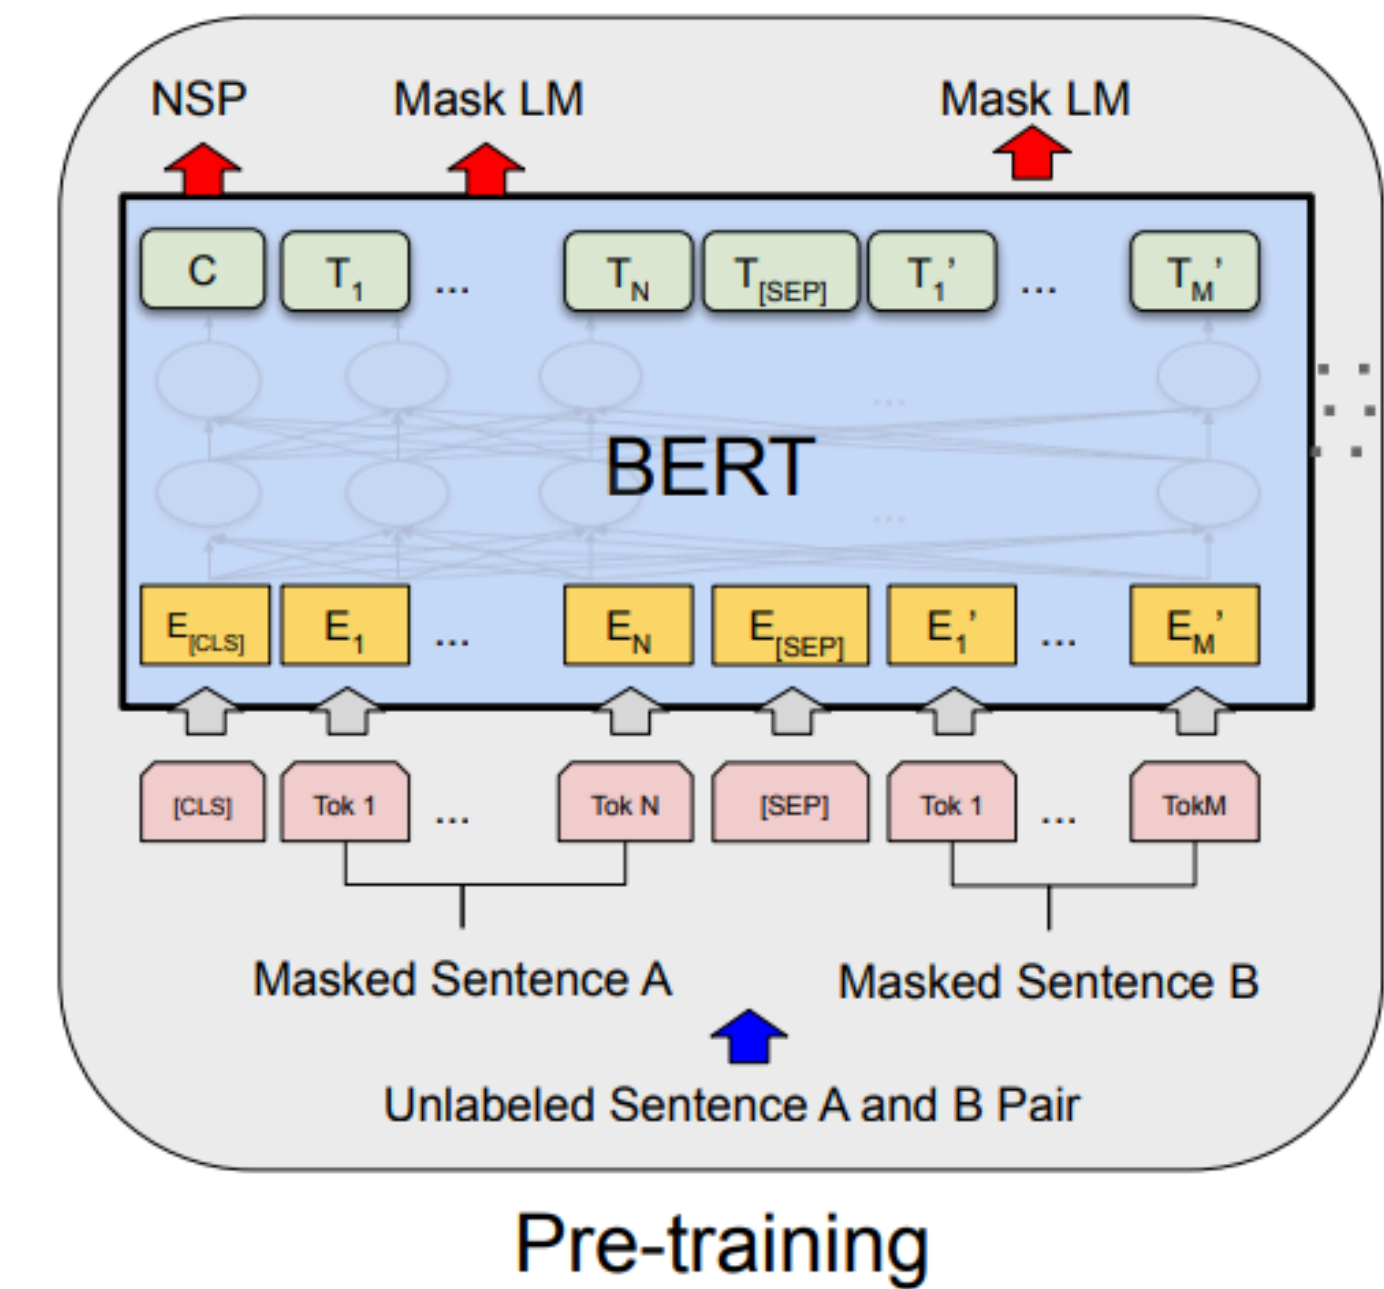 NSP Mask LM Mask LM
C T1 ... TN T[SEP] T1’ ... TM’
...
BERT
...
E[CLS] E1 ... EN E[SEP] E1’ ... EM’
[CLS] Tok 1 ... Tok N [SEP] Tok 1 ... TokM
Masked Sentence A Masked Sentence B
Unlabeled Sentence A and B Pair
Pre-training